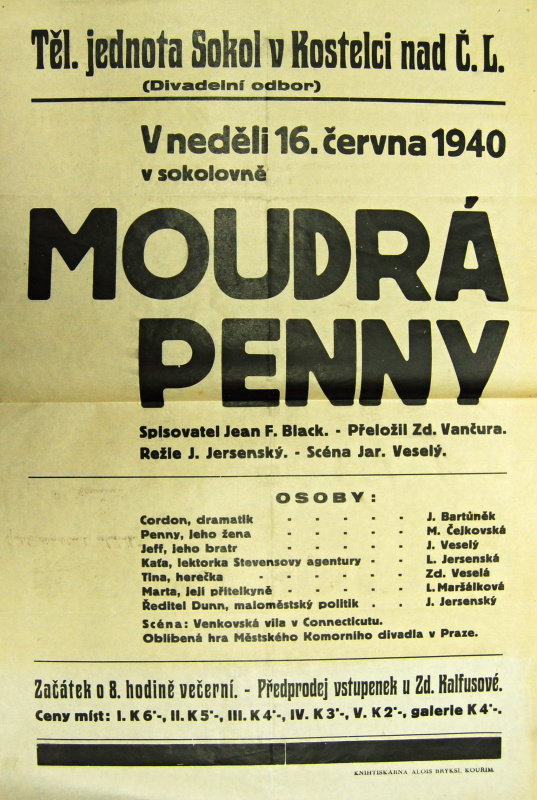 Těl. jednota Sokol v Kostelci nad Č. L.
(Divadelní odbor)
V neděli 16. června 1940
v sokolovně
MOUDRÁ
PENNY
Spisovatel Jean F. Black. - Přeložil Zd. Vančura.
Režie J. Jersenský. - Scéna Jar. Veselý.
OSOBY:
Cordon, dramatik - - - - - J. Bartůněk
Penny, jeho žena - - - - - M. Čejkovská
Jeff, jeho bratr - - - - - J. Veselý
Kaťa, lektorka Stevensovy agentury - - L. Jersenská
Tina, herečka - - - - - - Zd. Veselá
Marta, její přítelkyně - - - - - L. Maršálková
Ředitel Dunn, maloměstský politik . . J. Jersenský
Scéna: Venkovská vila v Connecticutu.
Oblíbená hra Městského Komorního divadla v Praze.
Začátek o 8. hodině večerní. - Předprodej vstupenek u Zd. Kalfusové.
Ceny míst: I. K 6·-, II. K 5·-, III. K 4·-, IV. K 3·-, V. K 2·-, galerie K 4·-.
KNIHTISKÁRNA ALOIS BRYKSÍ, KOUŘIM